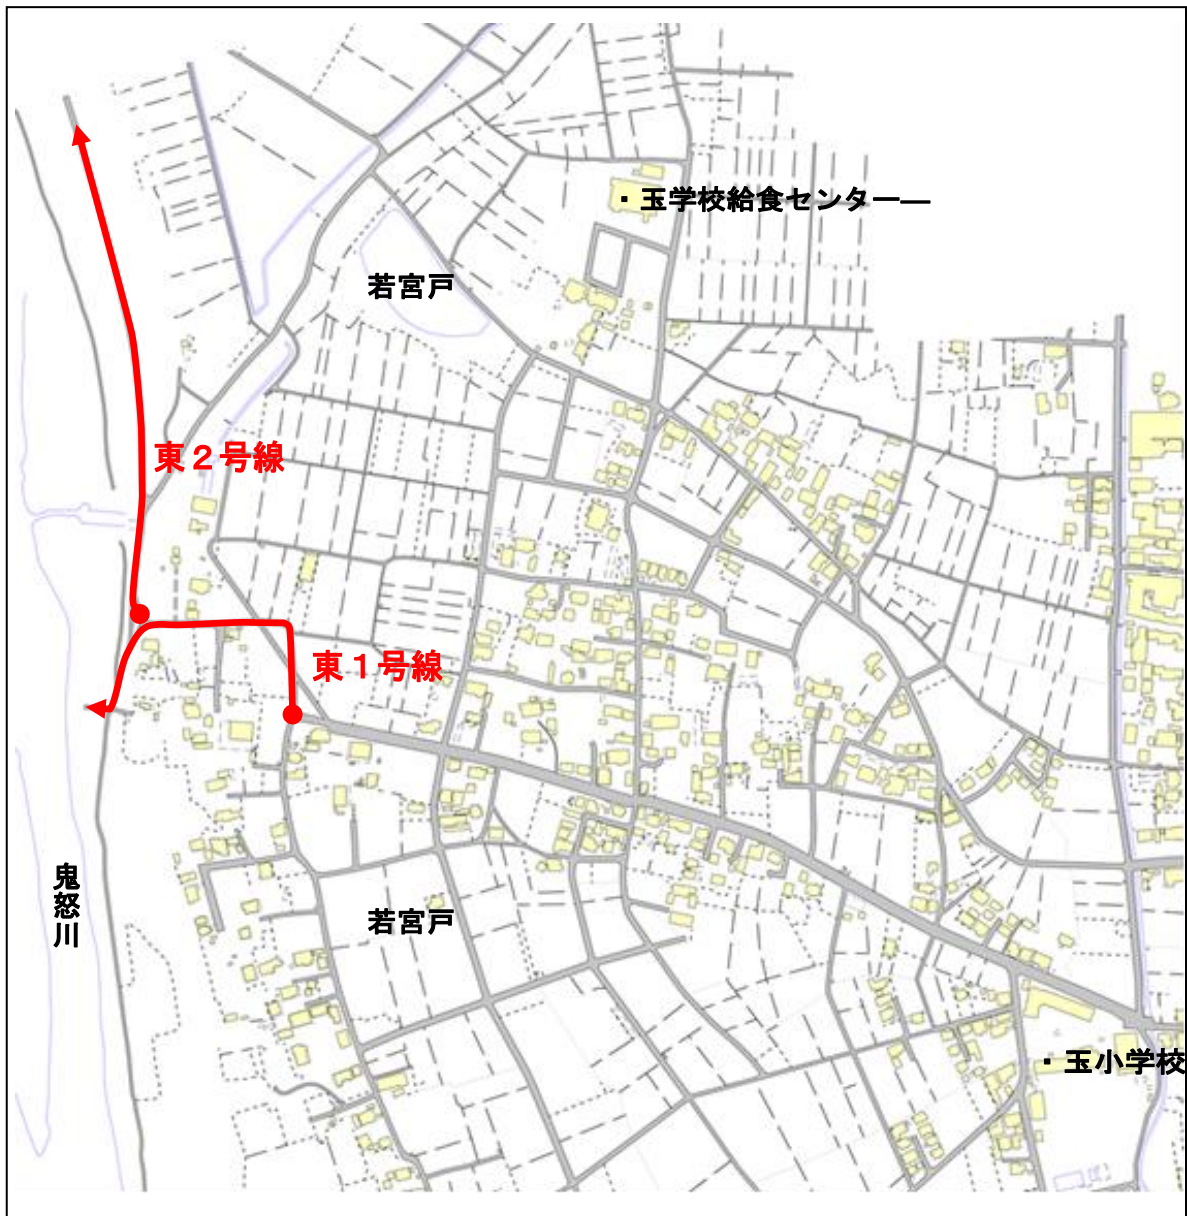 ・玉学校給食センター―
若宮戸
東２号線
東１号線
鬼怒川
若宮戸
・玉小学校